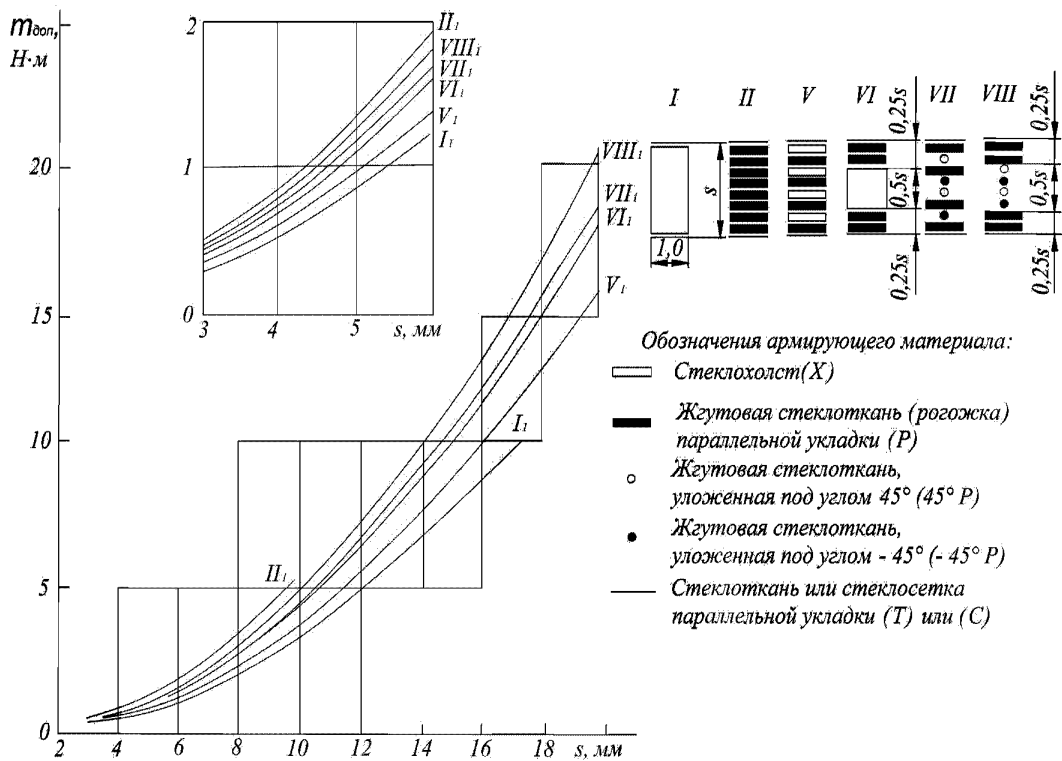 mдоп,
Н·м
20
15
10
5
0
2
4
6
8
10
12
14
16
18
s, мм
2
1
0
3
4
5
s, мм
II₁
VIII₁
VII₁
VI₁
V₁
I₁
VIII₁
VII₁
VI₁
V₁
I₁
II₁
I II V VI VII VIII
s
1,0
0,25s
0,5s
0,25s
0,25s
0,5s
0,25s
Обозначения армирующего материала:
Стеклохолст(Х)
Жгутовая стеклоткань (рогожка)
параллельной укладки (Р)
Жгутовая стеклоткань,
уложенная под углом 45° (45° Р)
Жгутовая стеклоткань,
уложенная под углом - 45° (- 45° Р)
Стеклоткань или стеклосетка
параллельной укладки (Т) или (С)